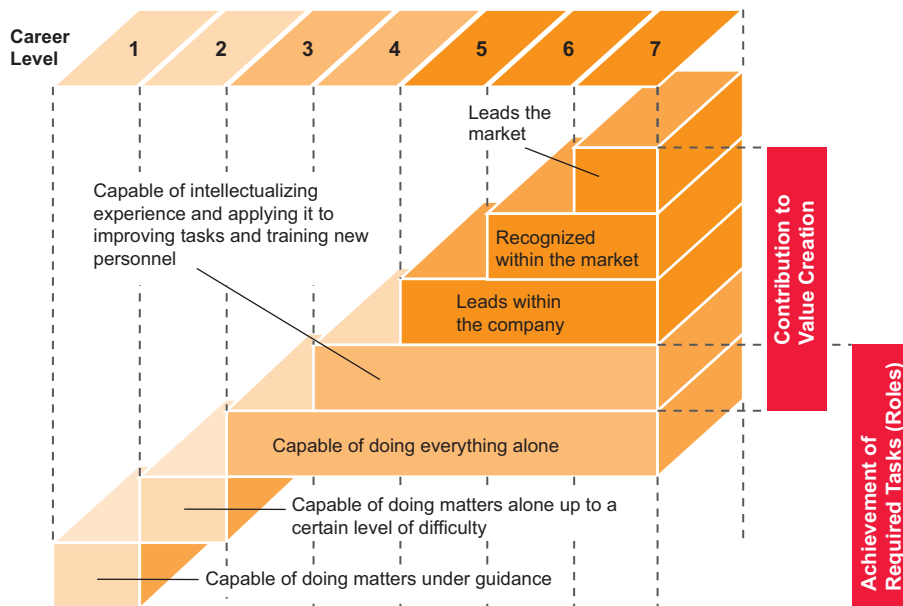 Career
Level
1
2
3
4
5
6
7
Leads the
market
Capable of intellectualizing
experience and applying it to
improving tasks and training new
personnel
Recognized
within the market
Leads within
the company
Capable of doing everything alone
Capable of doing matters alone up to a
certain level of difficulty
Capable of doing matters under guidance
Contribution to
Value Creation
Achievement of
Required Tasks (Roles)